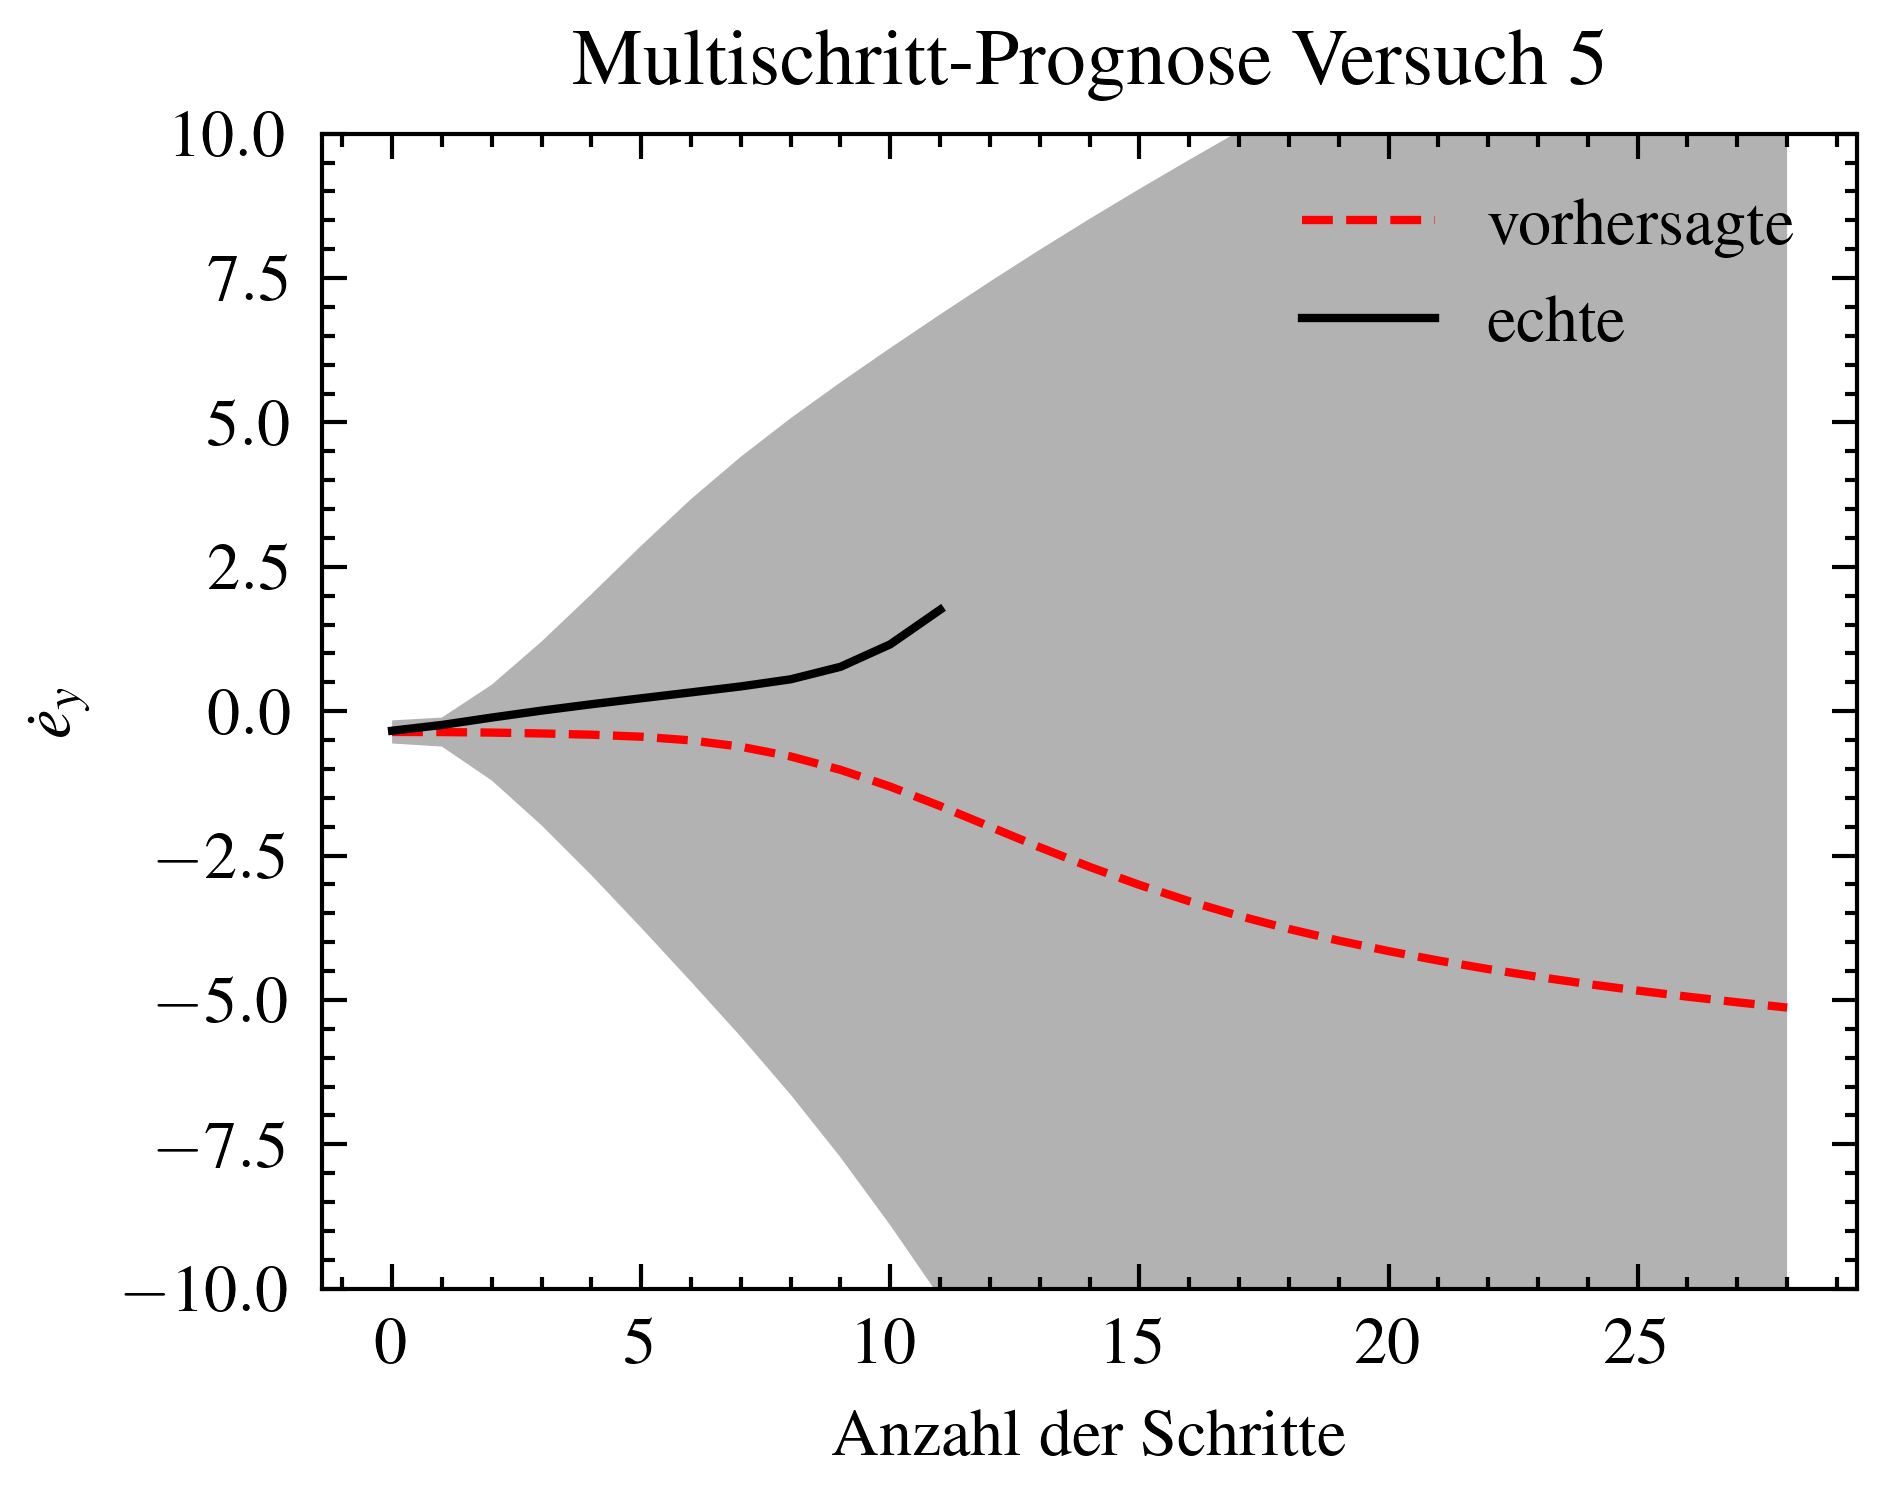 Multischritt-Prognose Versuch 5
10.0
7.5
5.0
2.5
0.0
−2.5
−5.0
−7.5
−10.0
ė_y
vorhersagte
echte
0 5 10 15 20 25
Anzahl der Schritte